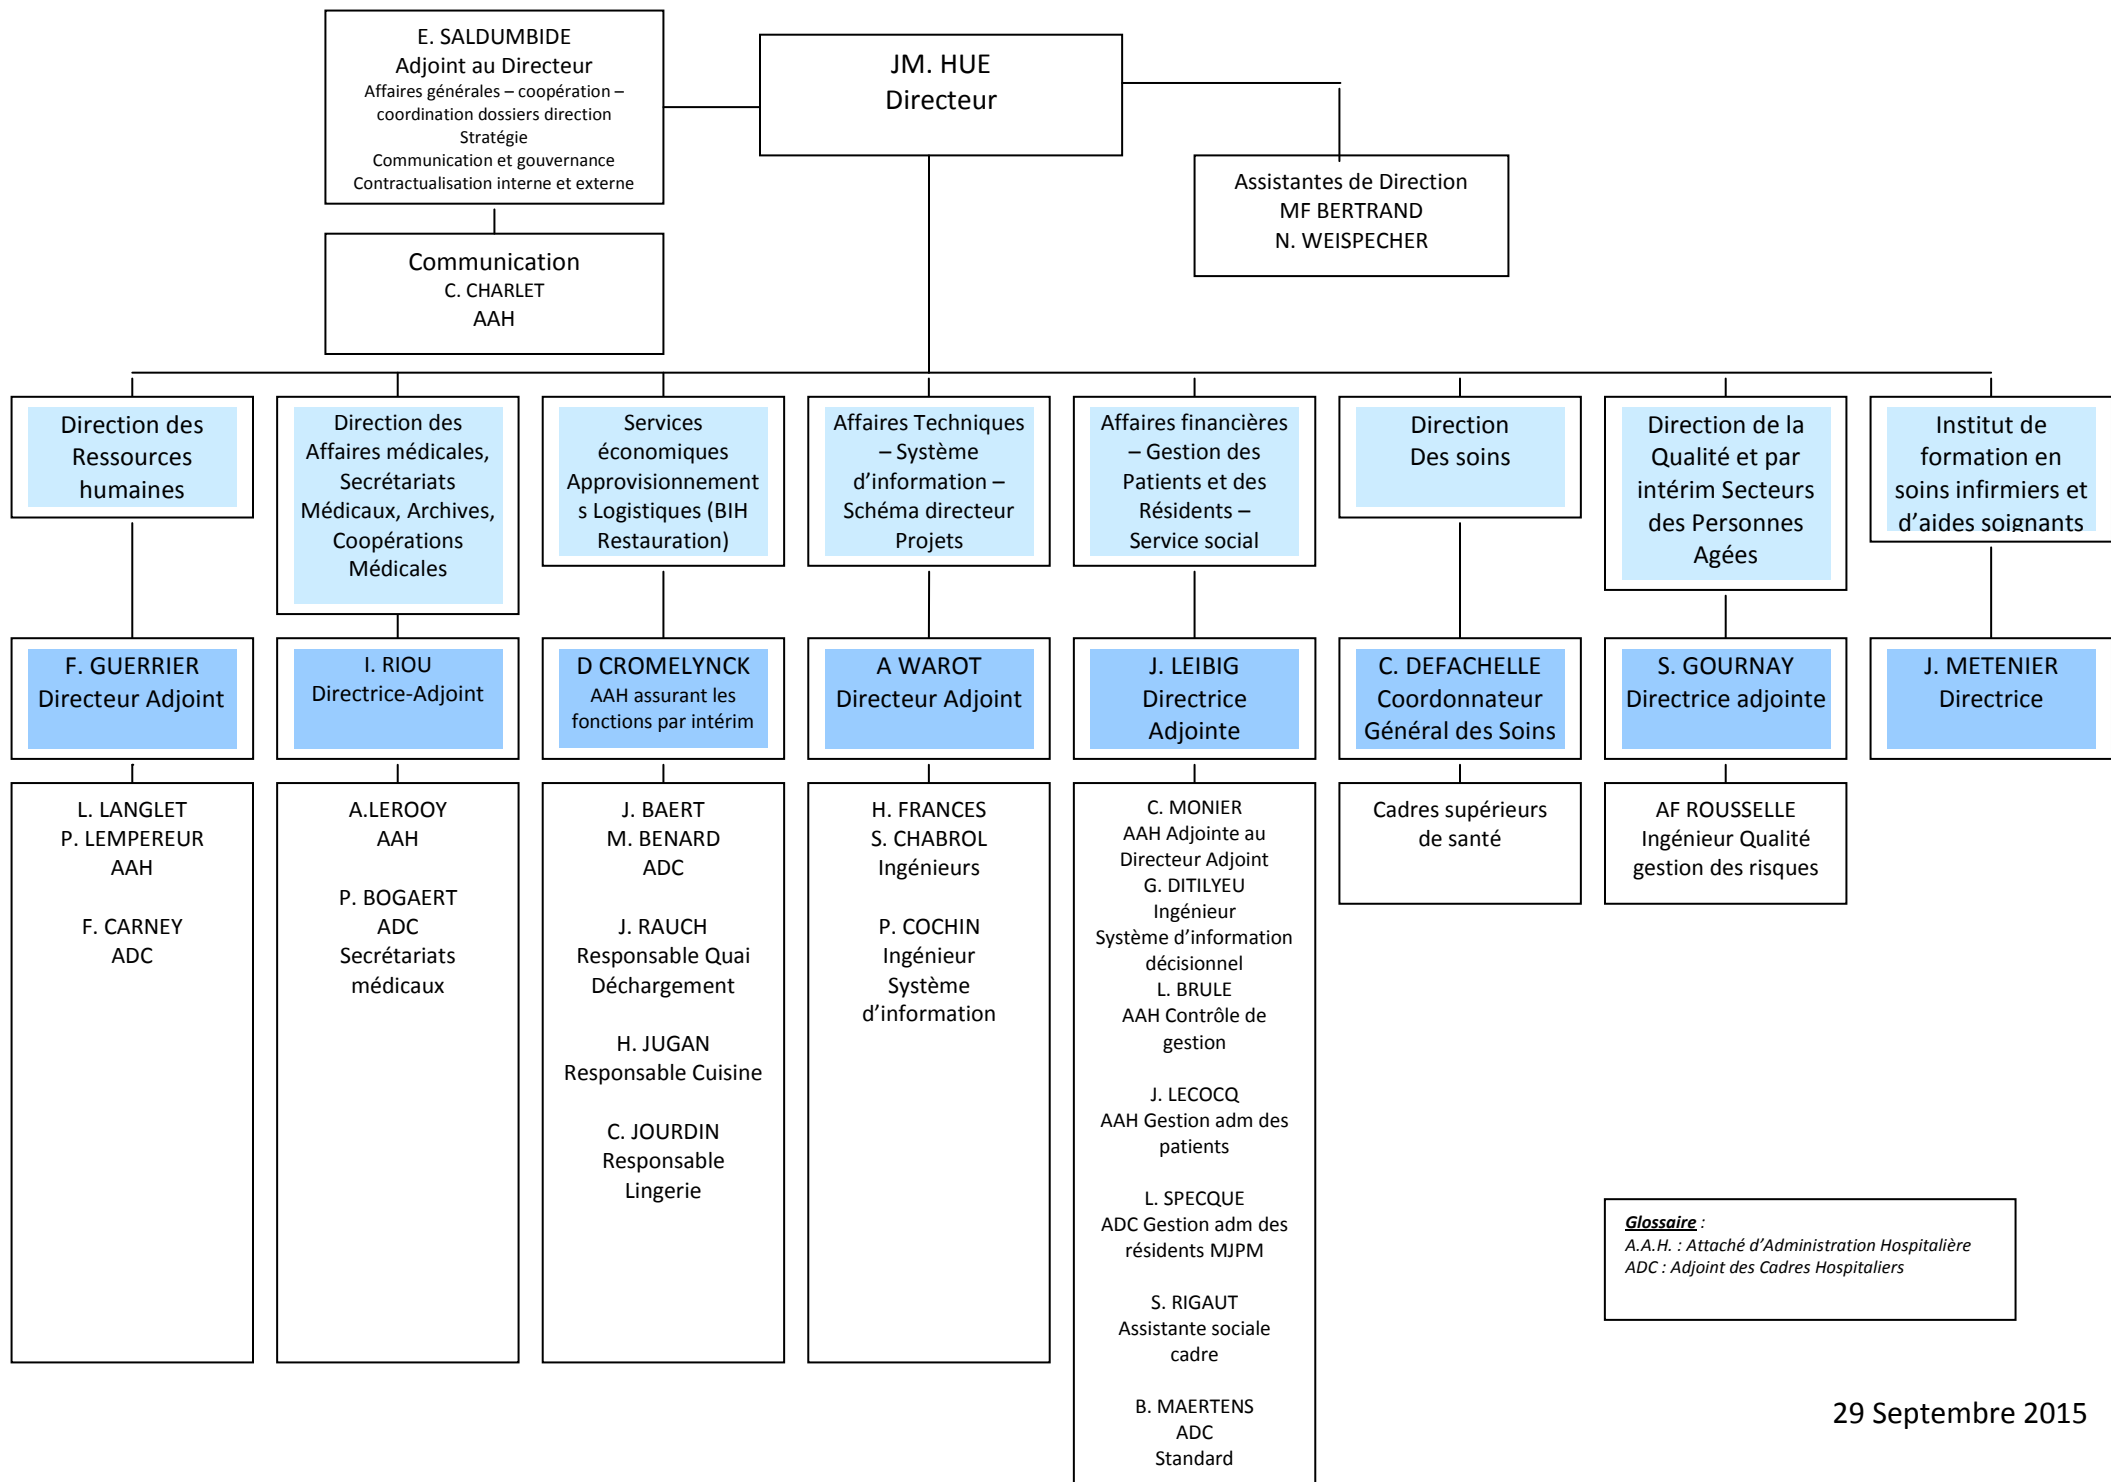 E. SALDUMBIDE
Adjoint au Directeur
Affaires générales – coopération –
coordination dossiers direction
Stratégie
Communication et gouvernance
Contractualisation interne et externe
JM. HUE
Directeur
Assistantes de Direction
MF BERTRAND
N. WEISPECHER
Communication
C. CHARLET
AAH
Direction des
Ressources
humaines
Direction des
Affaires médicales,
Secrétariats
Médicaux, Archives,
Coopérations
Médicales
Services
économiques
Approvisionnement
s Logistiques (BIH
Restauration)
Affaires Techniques
– Système
d’information –
Schéma directeur
Projets
Affaires financières
– Gestion des
Patients et des
Résidents –
Service social
Direction
Des soins
Direction de la
Qualité et par
intérim Secteurs
des Personnes
Agées
Institut de
formation en
soins infirmiers et
d’aides soignants
F. GUERRIER
Directeur Adjoint
I. RIOU
Directrice-Adjoint
D CROMELYNCK
AAH assurant les
fonctions par intérim
A WAROT
Directeur Adjoint
J. LEIBIG
Directrice
Adjointe
C. DEFACHELLE
Coordonnateur
Général des Soins
S. GOURNAY
Directrice adjointe
J. METENIER
Directrice
L. LANGLET
P. LEMPEREUR
AAH
F. CARNEY
ADC
A.LEROOY
AAH
P. BOGAERT
ADC
Secrétariats
médicaux
J. BAERT
M. BENARD
ADC
J. RAUCH
Responsable Quai
Déchargement
H. JUGAN
Responsable Cuisine
C. JOURDIN
Responsable
Lingerie
H. FRANCES
S. CHABROL
Ingénieurs
P. COCHIN
Ingénieur
Système
d’information
C. MONIER
AAH Adjointe au
Directeur Adjoint
G. DITILYEU
Ingénieur
Système d’information
décisionnel
L. BRULE
AAH Contrôle de
gestion
J. LECOCQ
AAH Gestion adm des
patients
L. SPECQUE
ADC Gestion adm des
résidents MJPM
S. RIGAUT
Assistante sociale
cadre
B. MAERTENS
ADC
Standard
Cadres supérieurs
de santé
AF ROUSSELLE
Ingénieur Qualité
gestion des risques
Glossaire :
A.A.H. : Attaché d’Administration Hospitalière
ADC : Adjoint des Cadres Hospitaliers
29 Septembre 2015